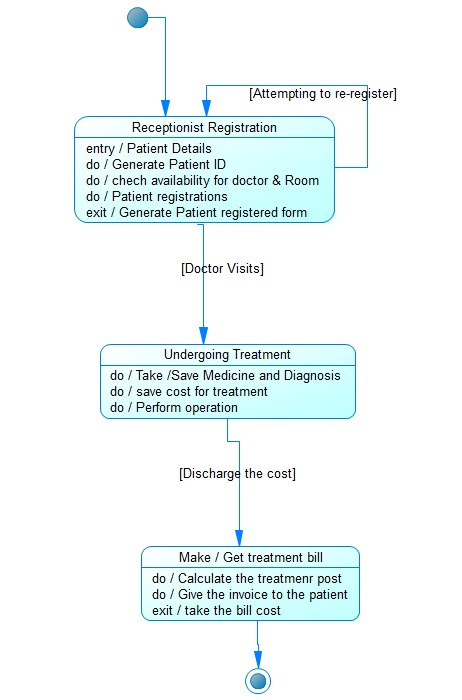 [Attempting to re-register]
Receptionist Registration
entry / Patient Details
do / Generate Patient ID
do / chech availability for doctor & Room
do / Patient registrations
exit / Generate Patient registered form
[Doctor Visits]
Undergoing Treatment
do / Take /Save Medicine and Diagnosis
do / save cost for treatment
do / Perform operation
[Discharge the cost]
Make / Get treatment bill
do / Calculate the treatmenr post
do / Give the invoice to the patient
exit / take the bill cost